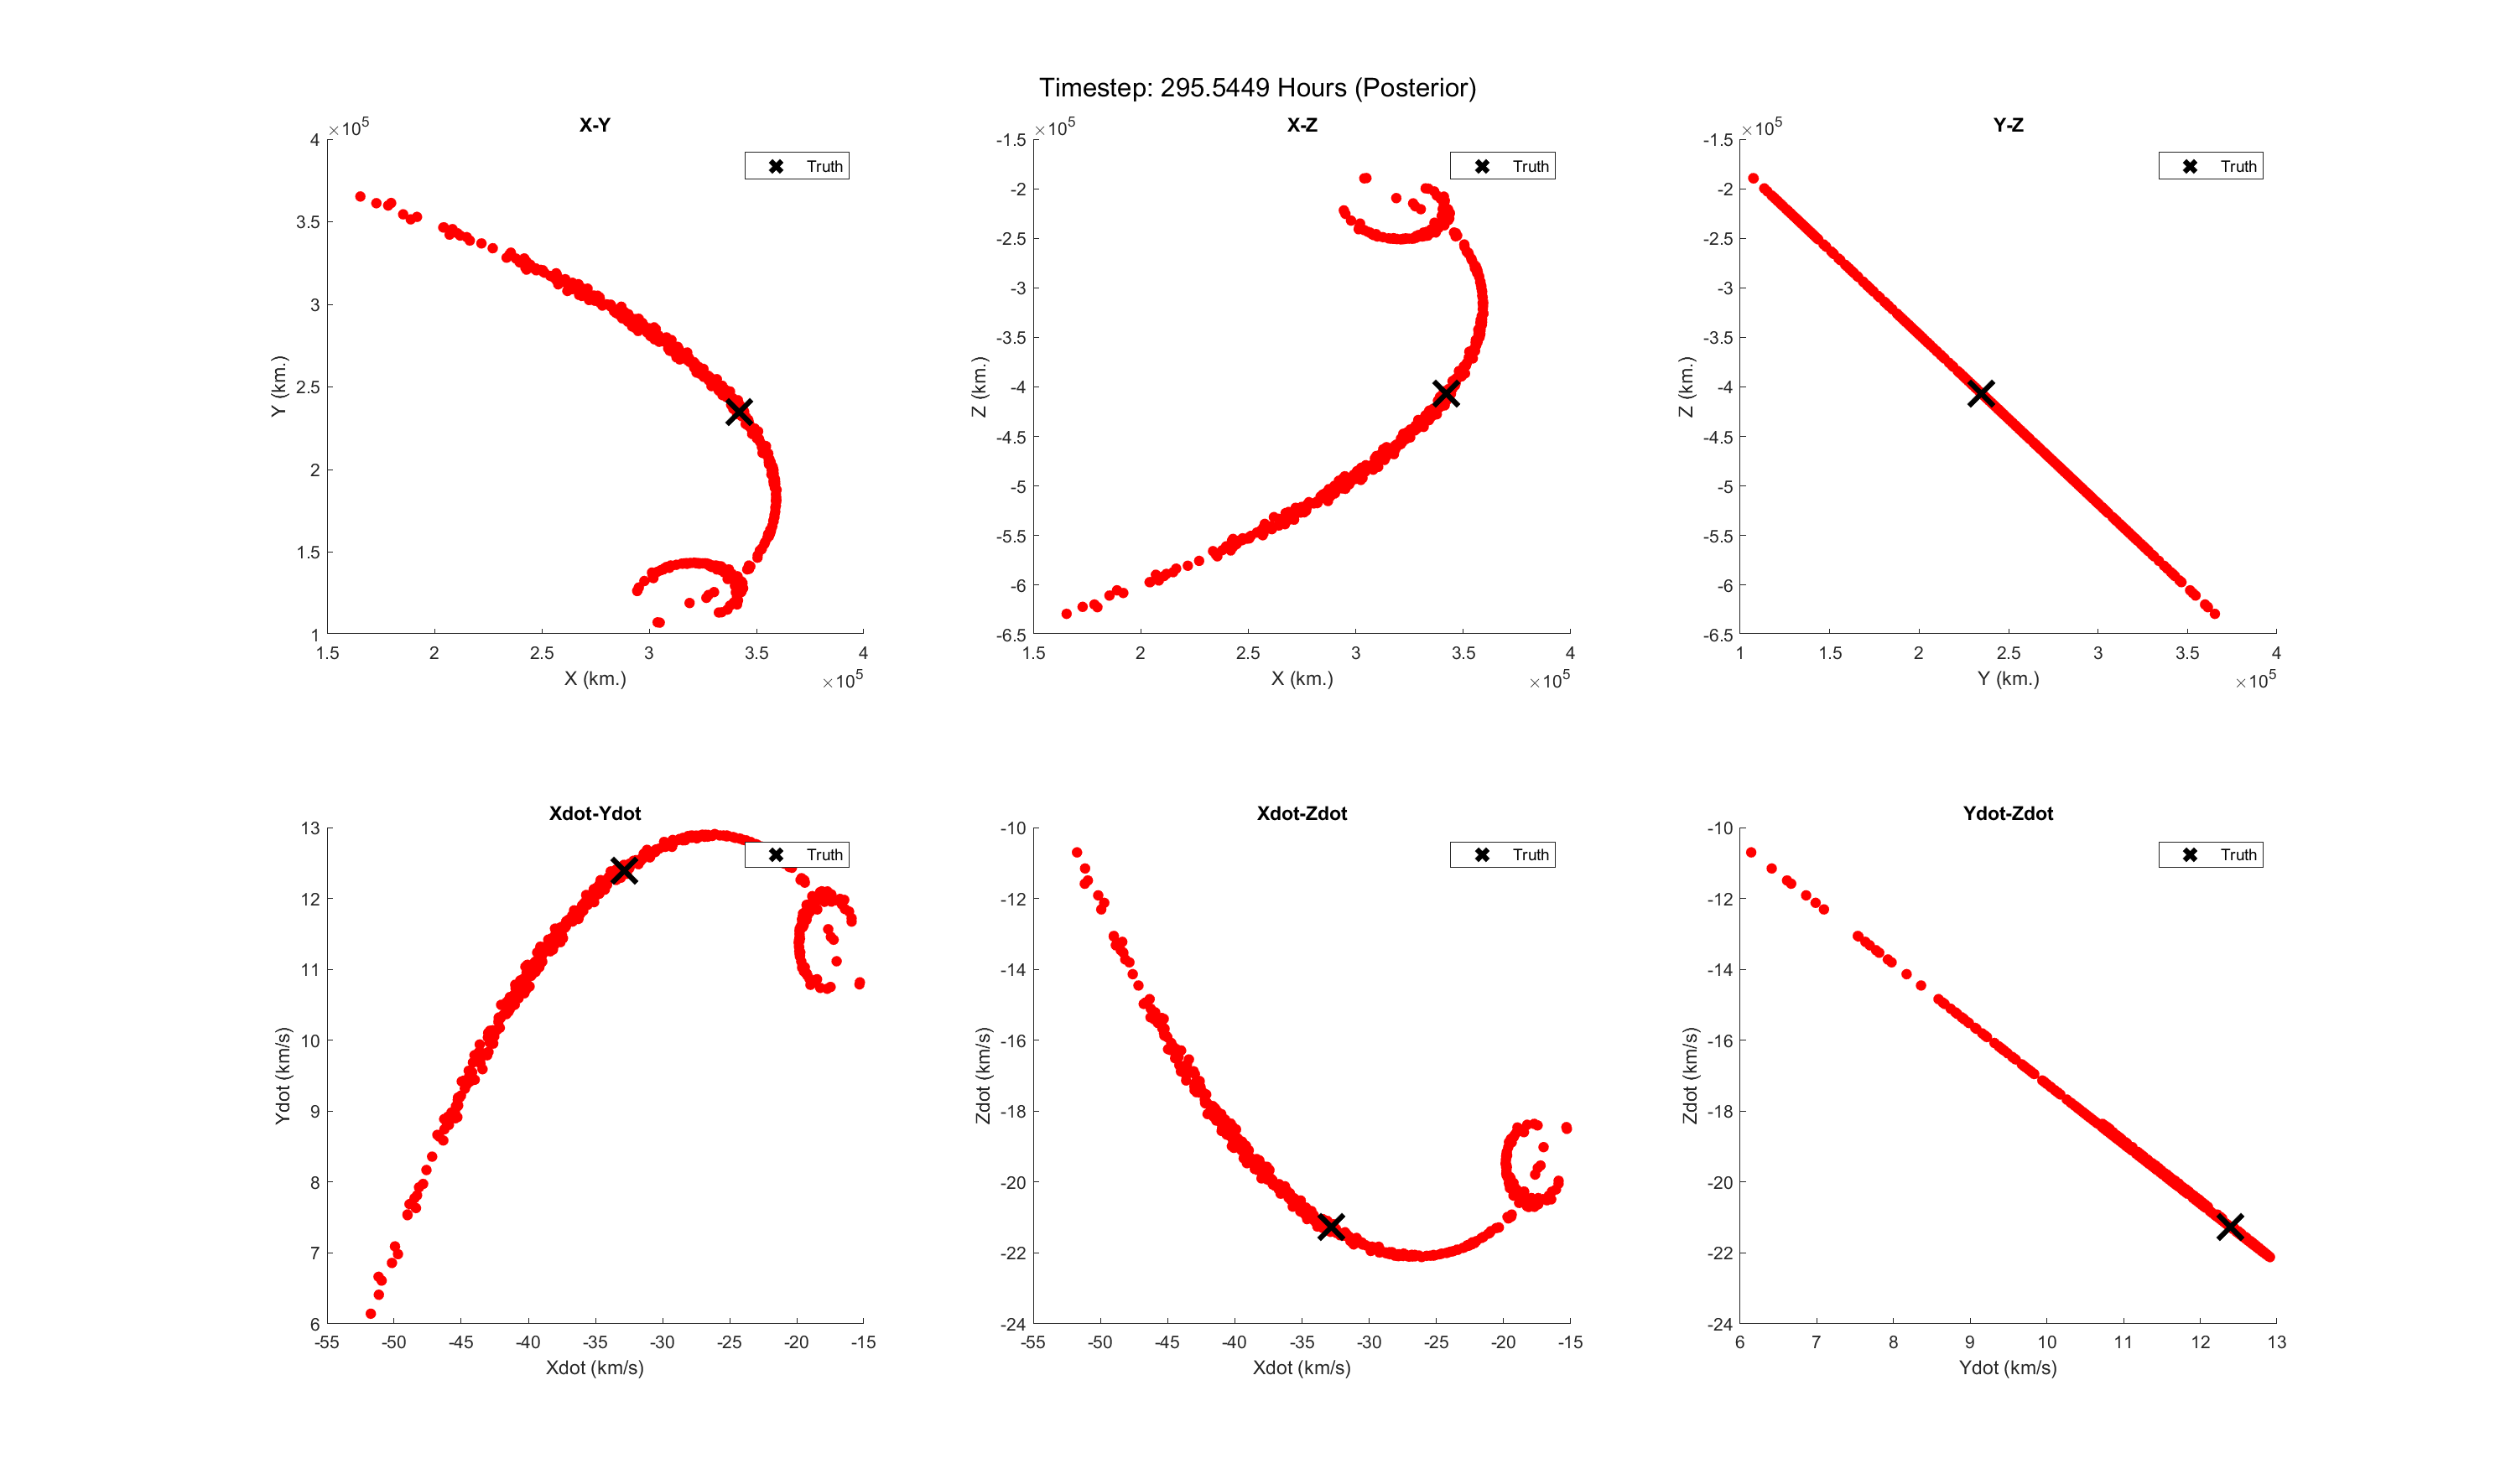 Timestep: 295.5449 Hours (Posterior)
X-Y
×10^5
Truth
4
3.5
3
2.5
2
1.5
1
Y (km.)
1.5 2 2.5 3 3.5 4
X (km.)
×10^5
X-Z
×10^5
Truth
-1.5
-2
-2.5
-3
-3.5
-4
-4.5
-5
-5.5
-6
-6.5
Z (km.)
1.5 2 2.5 3 3.5 4
X (km.)
×10^5
Y-Z
×10^5
Truth
-1.5
-2
-2.5
-3
-3.5
-4
-4.5
-5
-5.5
-6
-6.5
Z (km.)
1 1.5 2 2.5 3 3.5 4
Y (km.)
×10^5
Xdot-Ydot
Truth
13
12
11
10
9
8
7
6
Ydot (km/s)
-55 -50 -45 -40 -35 -30 -25 -20 -15
Xdot (km/s)
Xdot-Zdot
Truth
-10
-12
-14
-16
-18
-20
-22
-24
Zdot (km/s)
-55 -50 -45 -40 -35 -30 -25 -20 -15
Xdot (km/s)
Ydot-Zdot
Truth
-10
-12
-14
-16
-18
-20
-22
-24
Zdot (km/s)
6 7 8 9 10 11 12 13
Ydot (km/s)